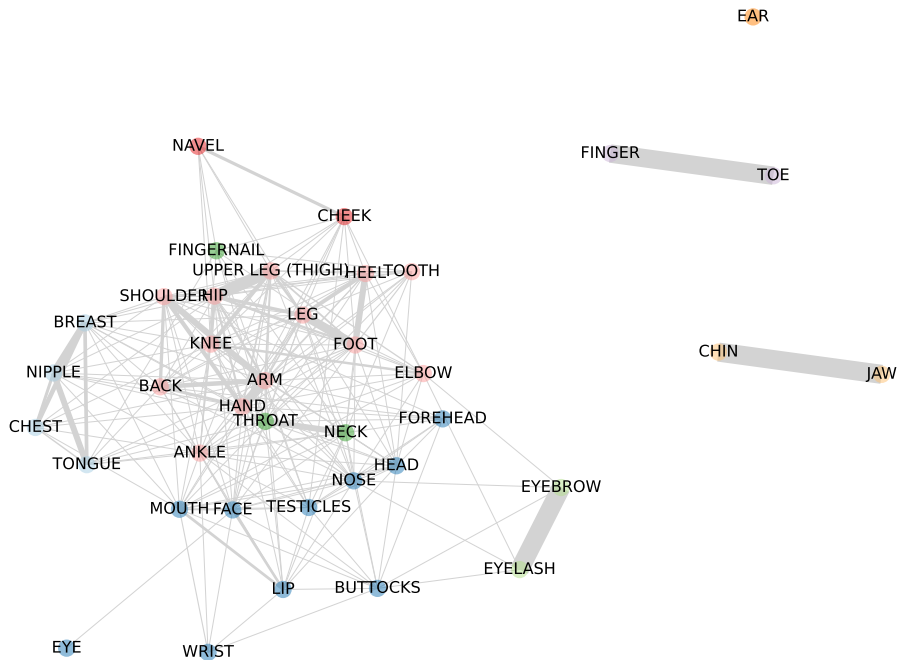 EAR
NAVEL
FINGER
TOE
CHEEK
FINGERNAIL
UPPER LEG (THIGH)
HEEL
TOOTH
SHOULDER
HIP
LEG
BREAST
KNEE
FOOT
CHIN
NIPPLE
BACK
ARM
ELBOW
JAW
HAND
THROAT
FOREHEAD
CHEST
NECK
ANKLE
TONGUE
HEAD
NOSE
EYEBROW
MOUTH
FACE
TESTICLES
EYELASH
LIP
BUTTOCKS
EYE
WRIST